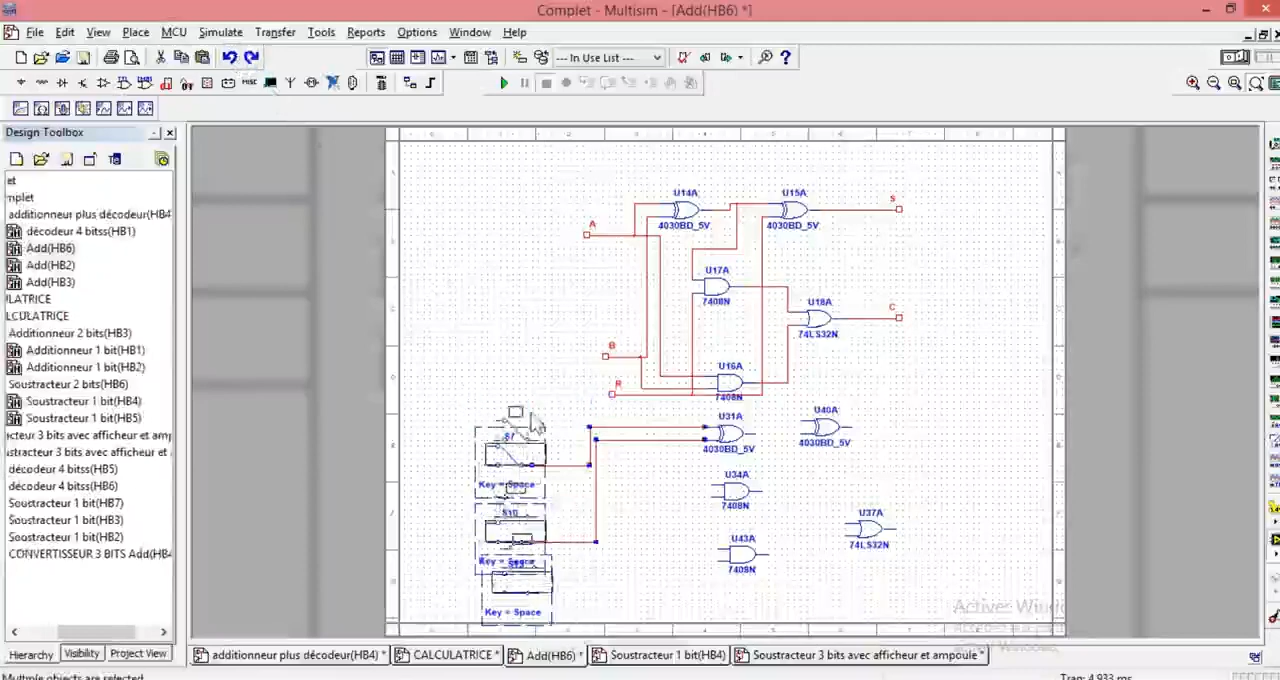 Complet - Multisim - [Add(HB6) *]
File Edit View Place MCU Simulate Transfer Tools Reports Options Window Help
--- In Use List ---
Design Toolbox
et
mplet
additionneur plus décodeur(HB4
décodeur 4 bitss(HB1)
Add(HB6)
Add(HB2)
Add(HB3)
LATRICE
LCULATRICE
Additionneur 2 bits(HB3)
Additionneur 1 bit(HB1)
Additionneur 1 bit(HB2)
Soustracteur 2 bits(HB6)
Soustracteur 1 bit(HB4)
Soustracteur 1 bit(HB5)
acteur 3 bits avec afficheur et amp
stracteur 3 bits avec afficheur et
décodeur 4 bitss(HB5)
décodeur 4 bitss(HB6)
Soustracteur 1 bit(HB7)
Soustracteur 1 bit(HB3)
Soustracteur 1 bit(HB2)
CONVERTISSEUR 3 BITS Add(HB
Hierarchy Visibility Project View
U14A
4030BD_5V
U15A
4030BD_5V
S
A
U17A
7408N
U18A
74LS32N
C
B
R
U16A
7408N
U31A
4030BD_5V
U40A
4030BD_5V
Key = Space
U34A
7408N
S10
U37A
74LS32N
U43A
7408N
Key = Space
Key = Space
additionneur plus décodeur(HB4) * CALCULATRICE * Add(HB6) * Soustracteur 1 bit(HB4) Soustracteur 3 bits avec afficheur et ampoule *
Multiple objects are selected.
Tran: 4.933 ms